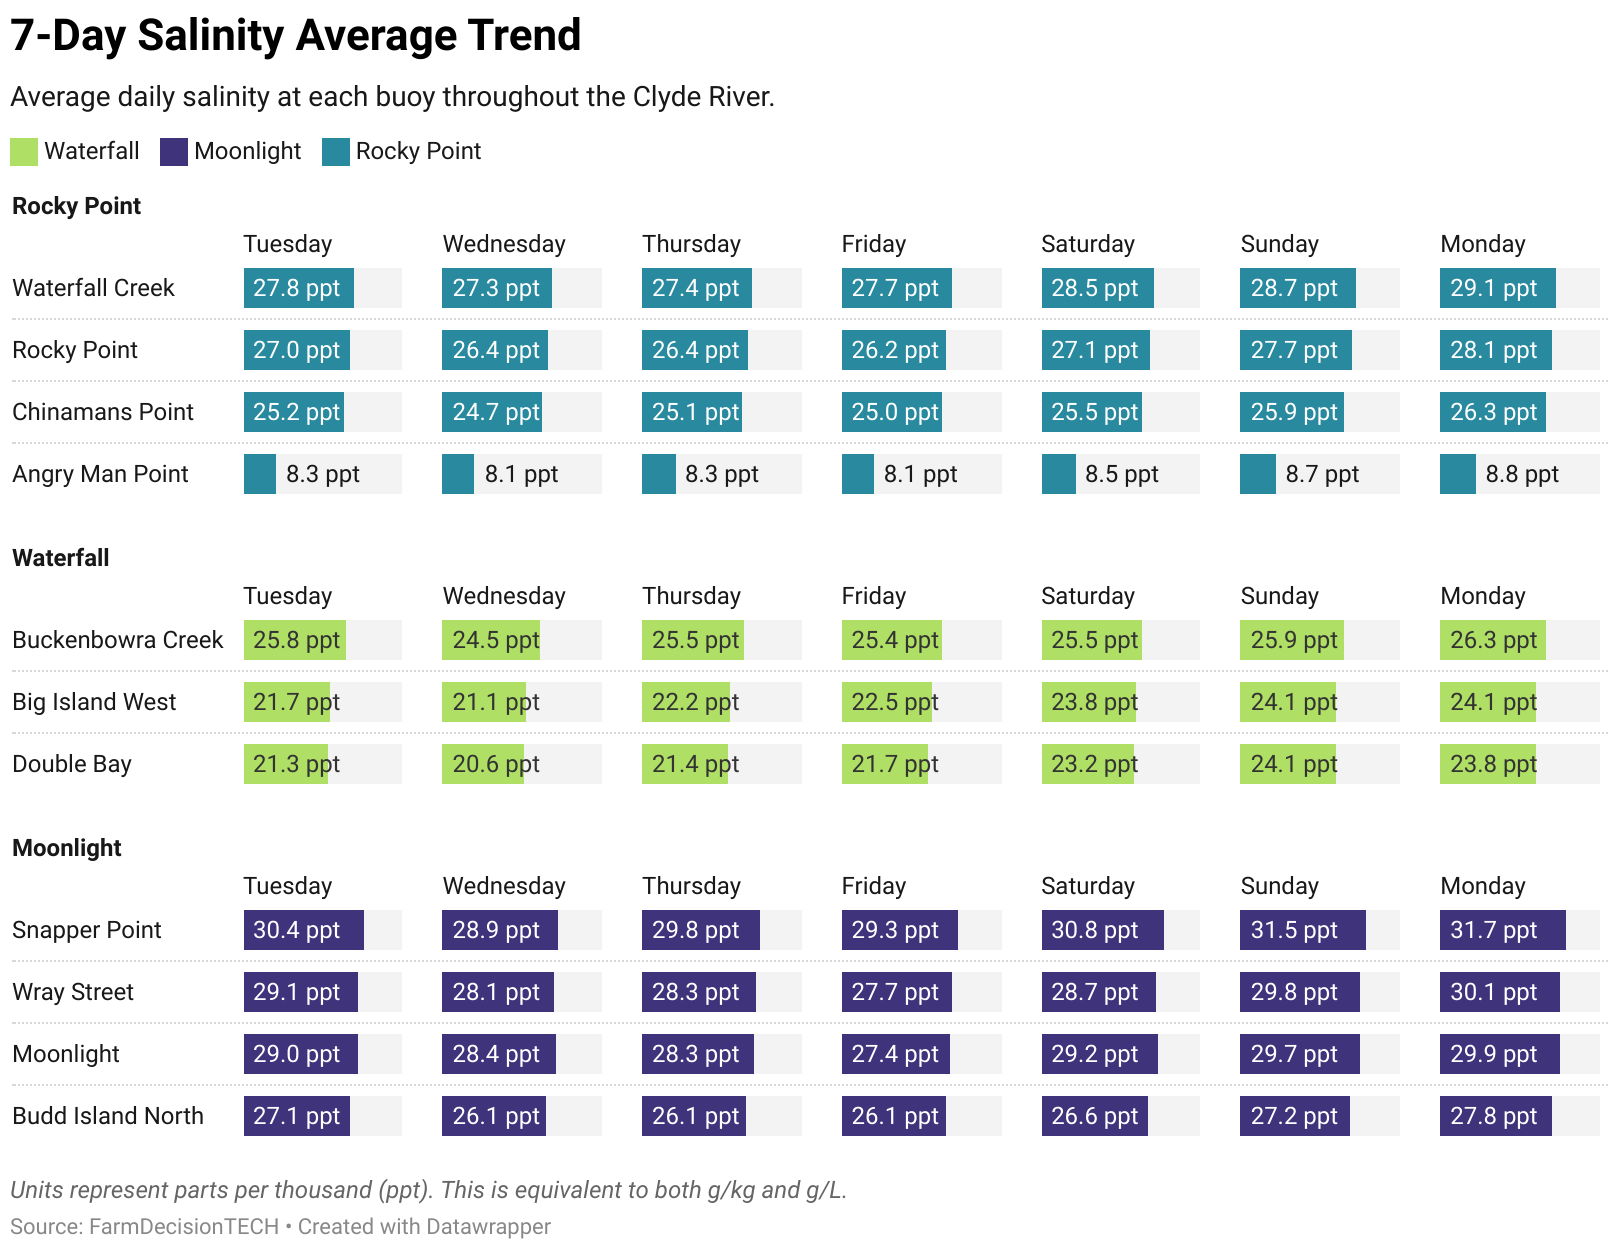 7-Day Salinity Average Trend
Average daily salinity at each buoy throughout the Clyde River.
Waterfall Moonlight Rocky Point
Rocky Point
Tuesday Wednesday Thursday Friday Saturday Sunday Monday
Waterfall Creek 27.8 ppt 27.3 ppt 27.4 ppt 27.7 ppt 28.5 ppt 28.7 ppt 29.1 ppt
Rocky Point 27.0 ppt 26.4 ppt 26.4 ppt 26.2 ppt 27.1 ppt 27.7 ppt 28.1 ppt
Chinamans Point 25.2 ppt 24.7 ppt 25.1 ppt 25.0 ppt 25.5 ppt 25.9 ppt 26.3 ppt
Angry Man Point 8.3 ppt 8.1 ppt 8.3 ppt 8.1 ppt 8.5 ppt 8.7 ppt 8.8 ppt
Waterfall
Tuesday Wednesday Thursday Friday Saturday Sunday Monday
Buckenbowra Creek 25.8 ppt 24.5 ppt 25.5 ppt 25.4 ppt 25.5 ppt 25.9 ppt 26.3 ppt
Big Island West 21.7 ppt 21.1 ppt 22.2 ppt 22.5 ppt 23.8 ppt 24.1 ppt 24.1 ppt
Double Bay 21.3 ppt 20.6 ppt 21.4 ppt 21.7 ppt 23.2 ppt 24.1 ppt 23.8 ppt
Moonlight
Tuesday Wednesday Thursday Friday Saturday Sunday Monday
Snapper Point 30.4 ppt 28.9 ppt 29.8 ppt 29.3 ppt 30.8 ppt 31.5 ppt 31.7 ppt
Wray Street 29.1 ppt 28.1 ppt 28.3 ppt 27.7 ppt 28.7 ppt 29.8 ppt 30.1 ppt
Moonlight 29.0 ppt 28.4 ppt 28.3 ppt 27.4 ppt 29.2 ppt 29.7 ppt 29.9 ppt
Budd Island North 27.1 ppt 26.1 ppt 26.1 ppt 26.1 ppt 26.6 ppt 27.2 ppt 27.8 ppt
Units represent parts per thousand (ppt). This is equivalent to both g/kg and g/L.
Source: FarmDecisionTECH • Created with Datawrapper